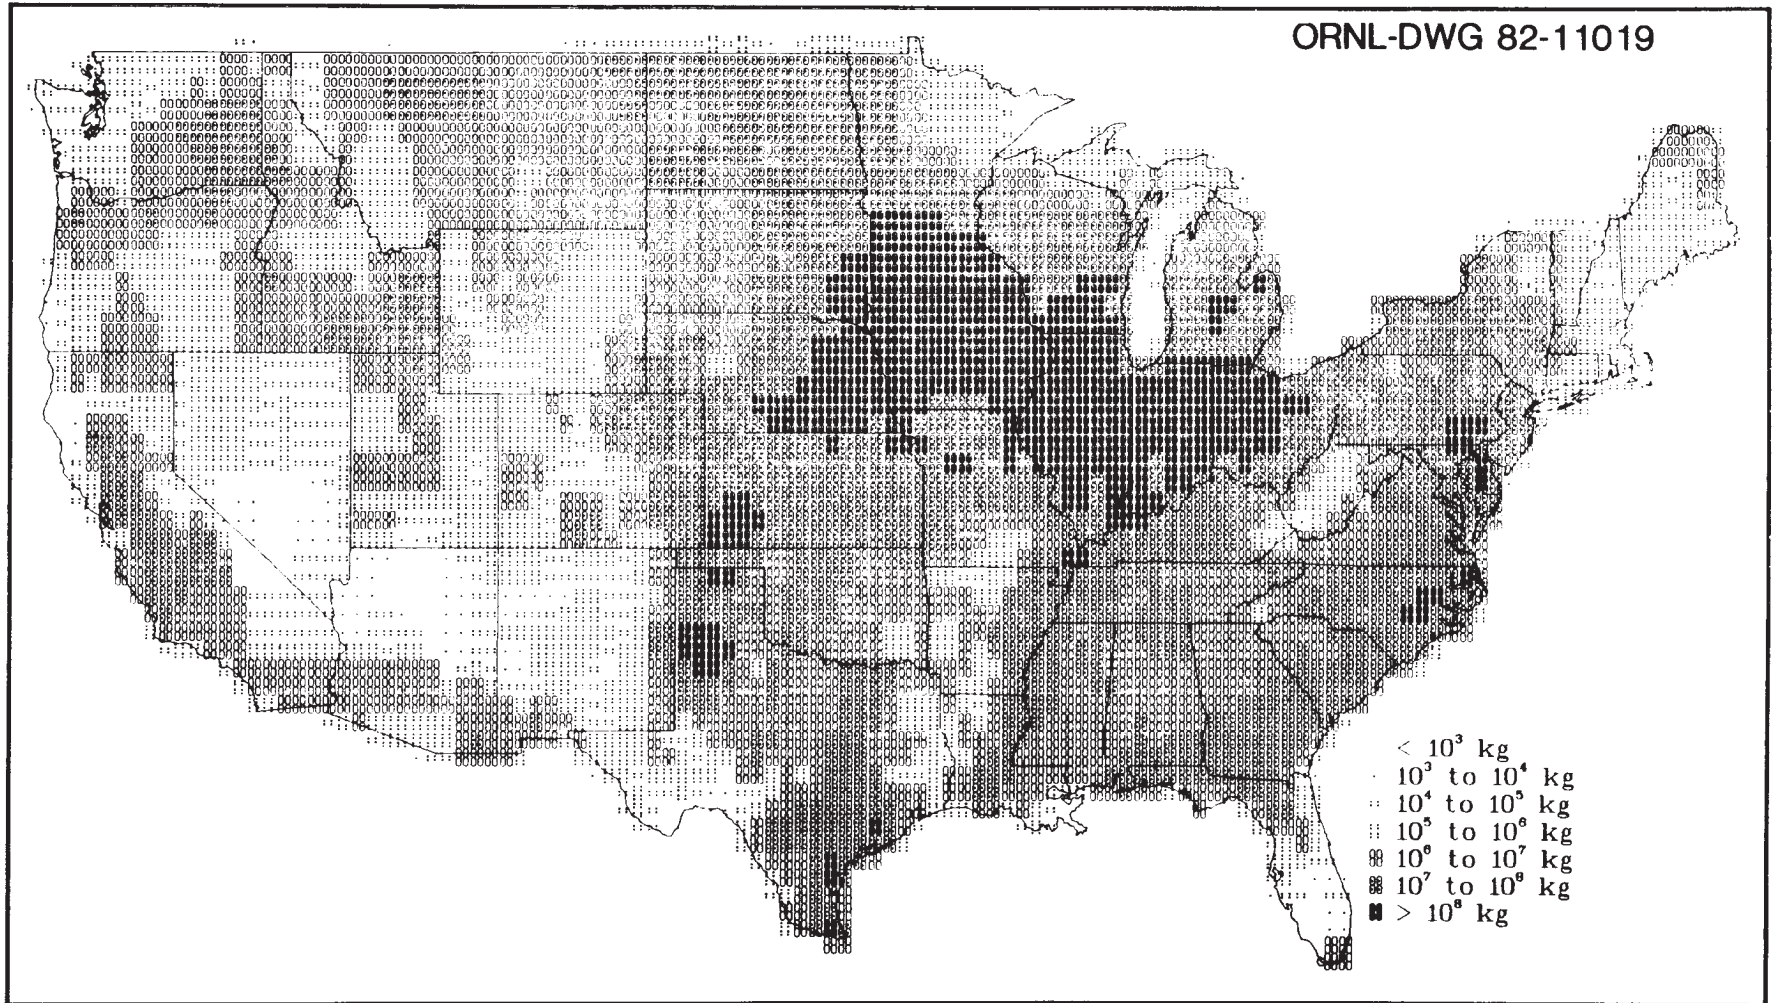 ORNL-DWG 82-11019
< 10³ kg
10³ to 10⁴ kg
10⁴ to 10⁵ kg
10⁵ to 10⁶ kg
10⁶ to 10⁷ kg
10⁷ to 10⁸ kg
> 10⁸ kg